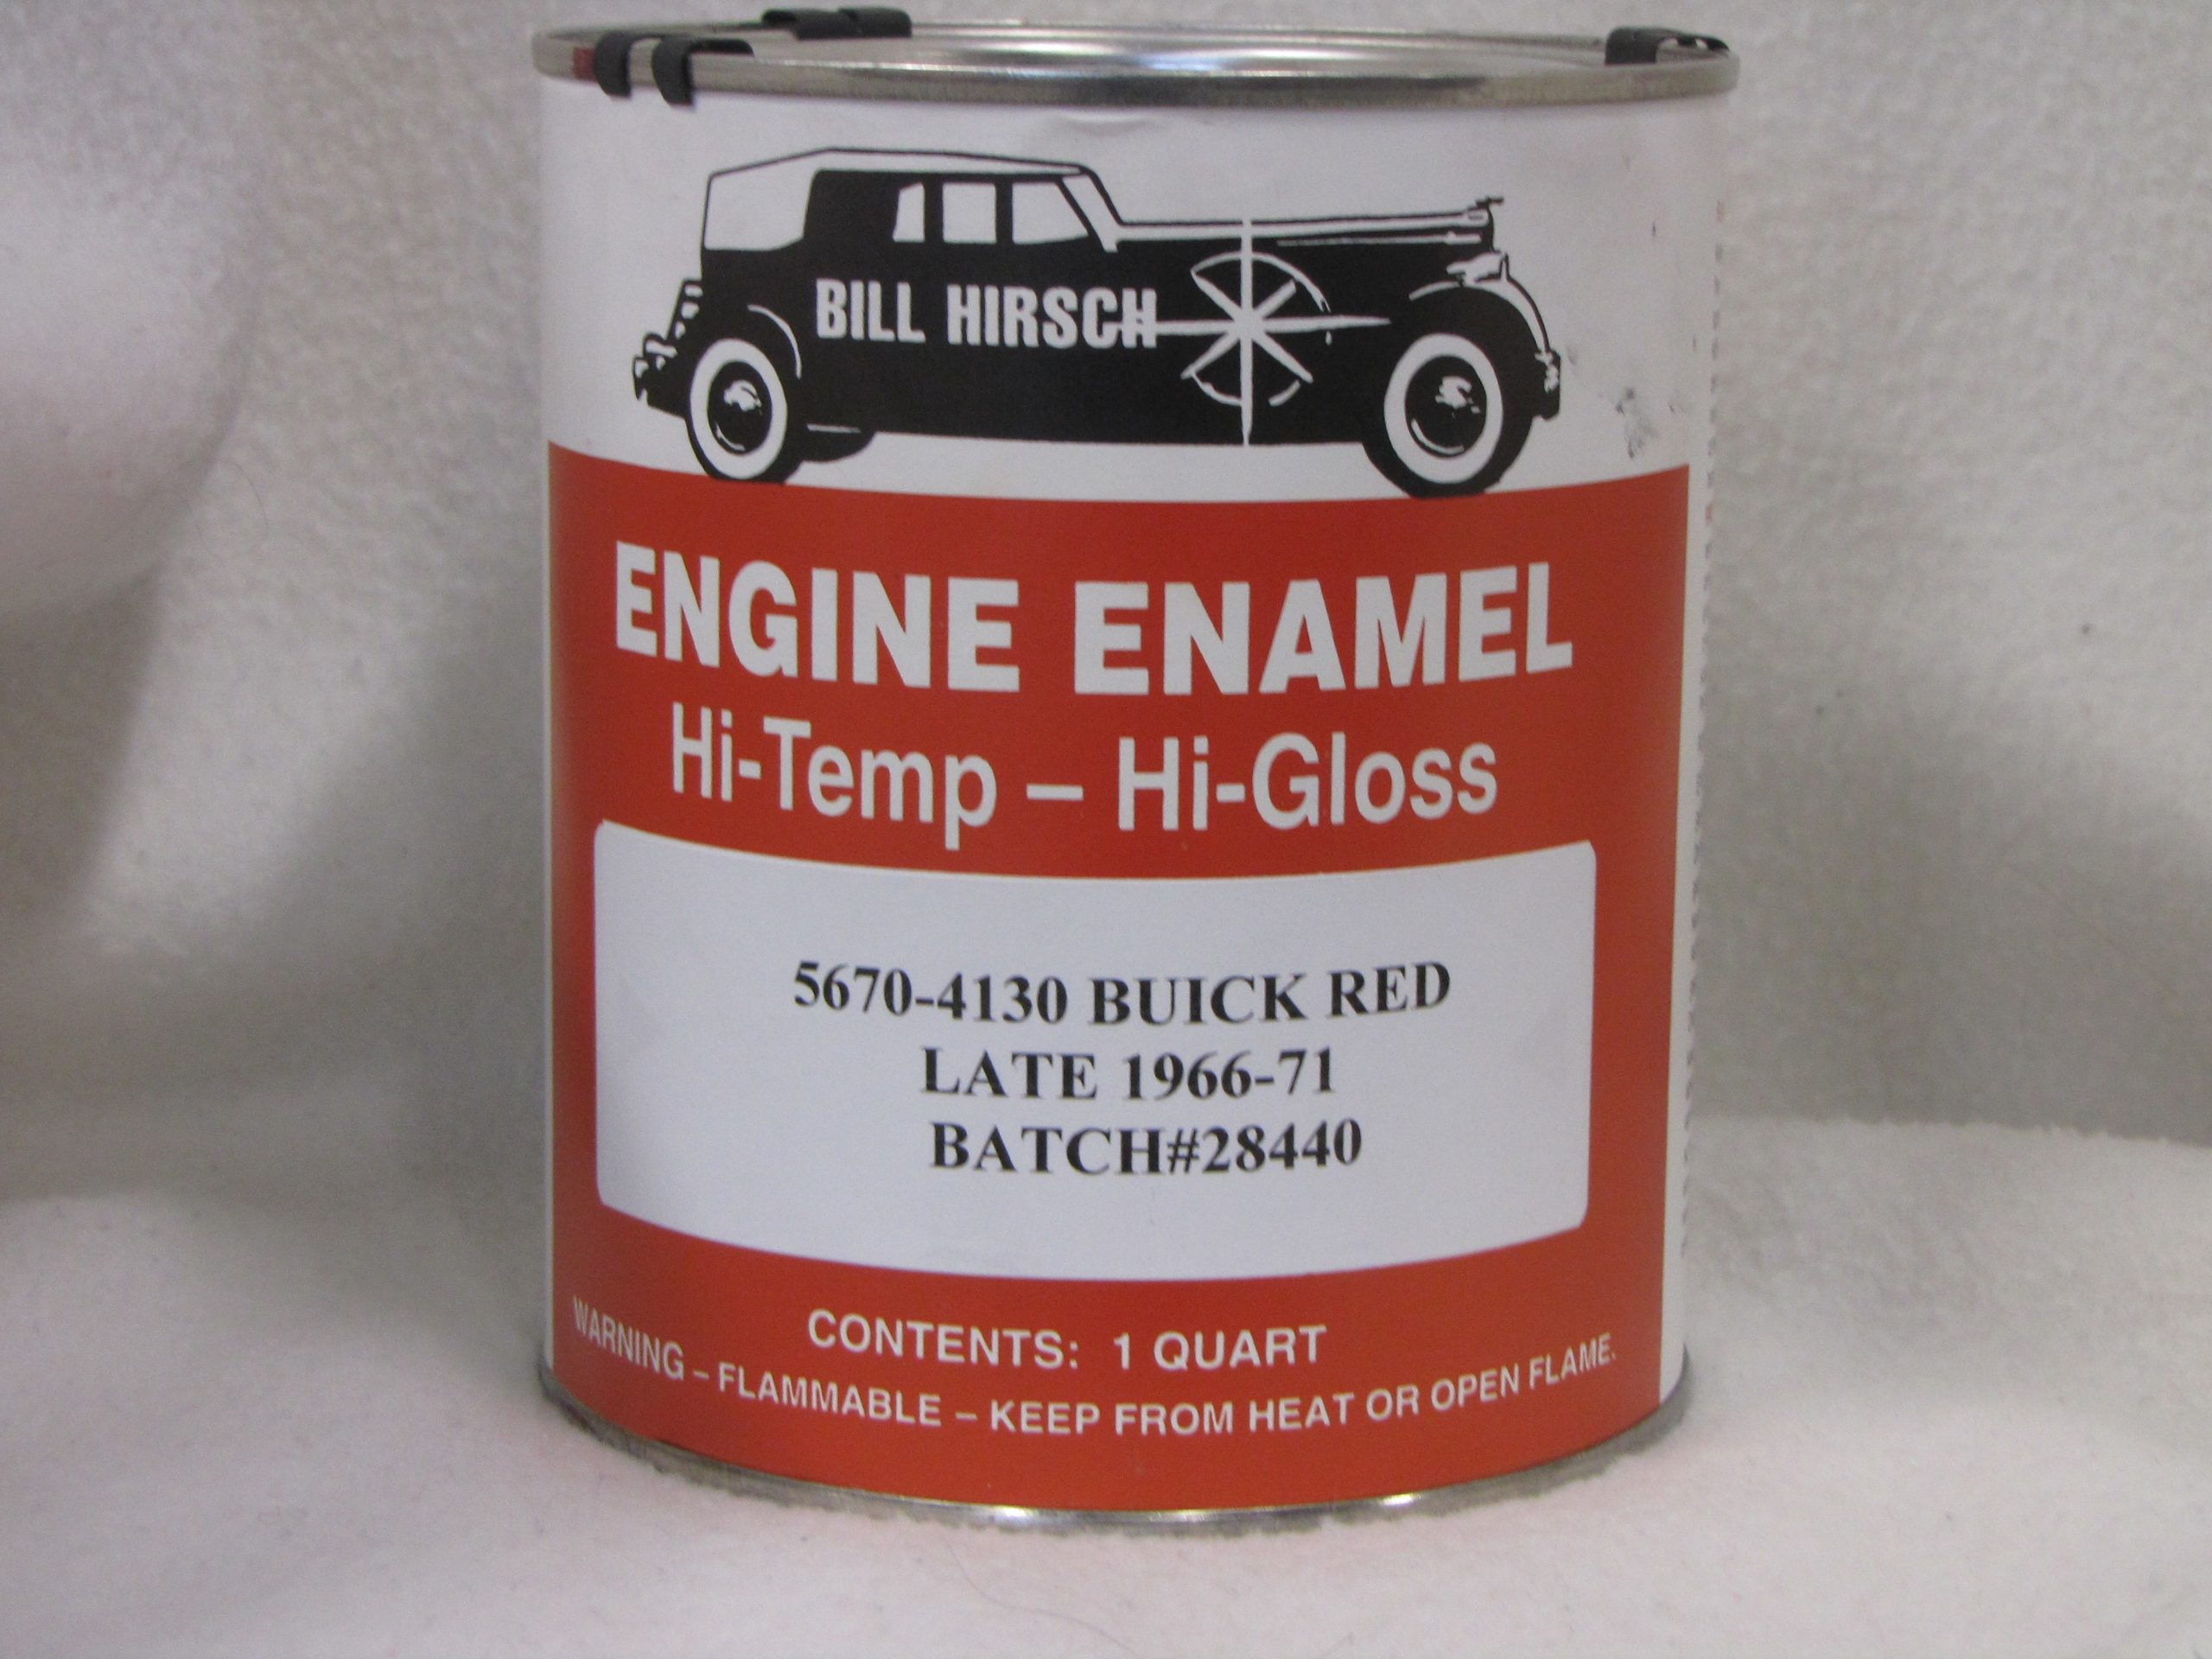 BILL HIRSCH
ENGINE ENAMEL
Hi-Temp – Hi-Gloss
5670-4130 BUICK RED
LATE 1966-71
BATCH#28440
CONTENTS: 1 QUART
WARNING – FLAMMABLE – KEEP FROM HEAT OR OPEN FLAME.